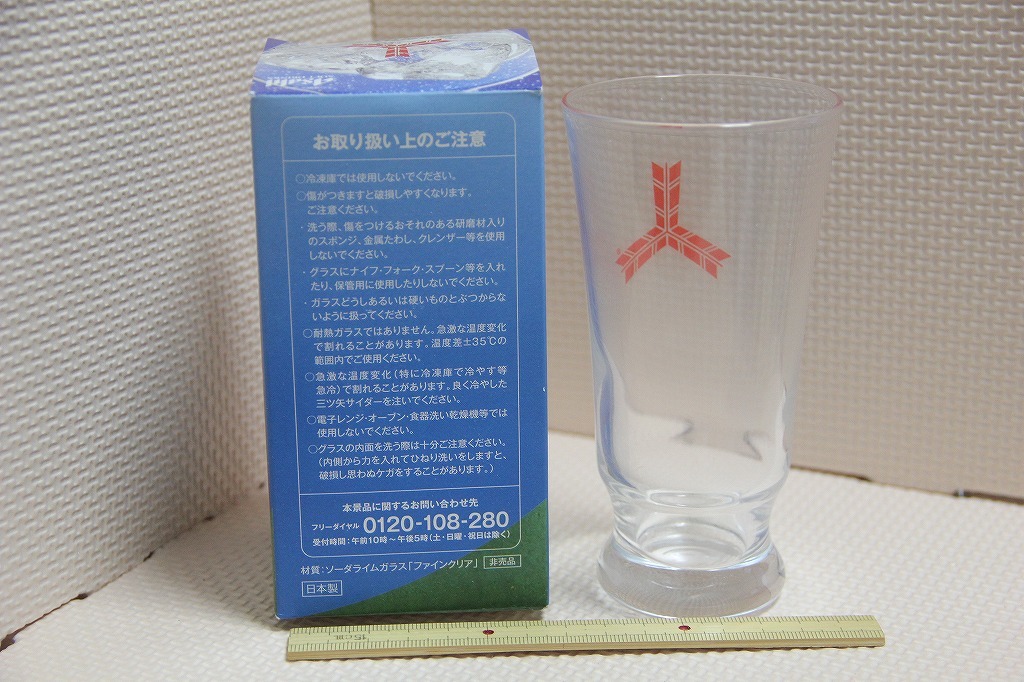 Asahi
お取り扱い上のご注意
○冷凍庫では使用しないでください。
○傷がつきますと破損しやすくなります。
ご注意ください。
・洗う際、傷をつけるおそれのある研磨材入り
のスポンジ、金属たわし、クレンザー等を使用
しないでください。
・グラスにナイフ・フォーク・スプーン等を入れ
たり、保管用に使用したりしないでください。
・ガラスどうしあるいは硬いものとぶつからな
いように扱ってください。
○耐熱ガラスではありません。急激な温度変化
で割れることがあります。温度差±35℃の
範囲内でご使用ください。
○急激な温度変化(特に冷凍庫で冷やす等
急冷)で割れることがあります。良く冷やした
三ツ矢サイダーを注いでください。
○電子レンジ・オーブン・食器洗い乾燥機等では
使用しないでください。
○グラスの内面を洗う際は十分ご注意ください。
(内側から力を入れてひねり洗いをしますと、
破損し思わぬケガをすることがあります。)
本景品に関するお問い合わせ先
フリーダイヤル 0120-108-280
受付時間:午前10時～午後5時(土・日曜・祝日は除く)
材質:ソーダライムガラス「ファインクリア」 非売品
日本製
15cm